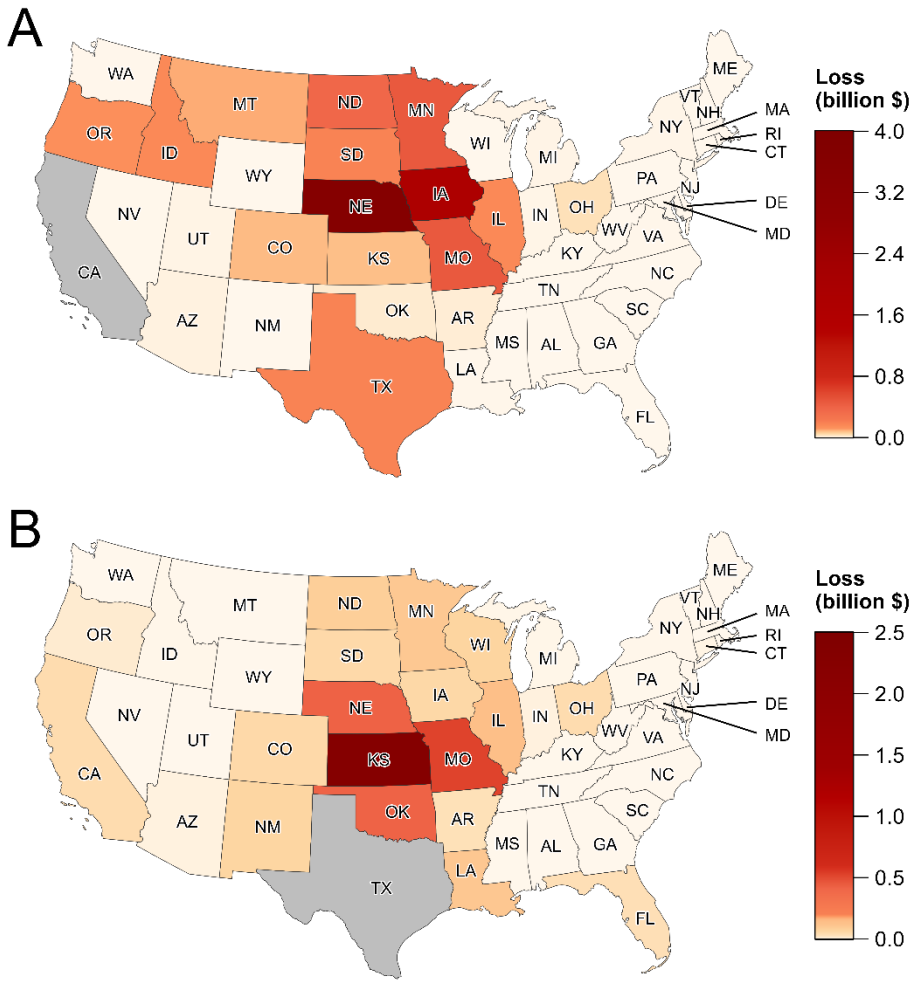 A
Loss
(billion $)
4.0
3.2
2.4
1.6
0.8
0.0
WA
MT
ND
MN
ME
VT
NH
MA
OR
ID
SD
WI
MI
NY
RI
CT
WY
NE
IA
PA
NJ
DE
NV
UT
CO
KS
MO
IL
IN
OH
WV
VA
MD
CA
KY
AZ
NM
OK
AR
TN
NC
SC
TX
LA
MS
AL
GA
FL
B
Loss
(billion $)
2.5
2.0
1.5
1.0
0.5
0.0
WA
MT
ND
MN
ME
VT
NH
MA
OR
ID
SD
WI
MI
NY
RI
CT
WY
NE
IA
PA
NJ
DE
NV
UT
CO
KS
MO
IL
IN
OH
WV
VA
MD
CA
KY
AZ
NM
OK
AR
TN
NC
SC
TX
LA
MS
AL
GA
FL